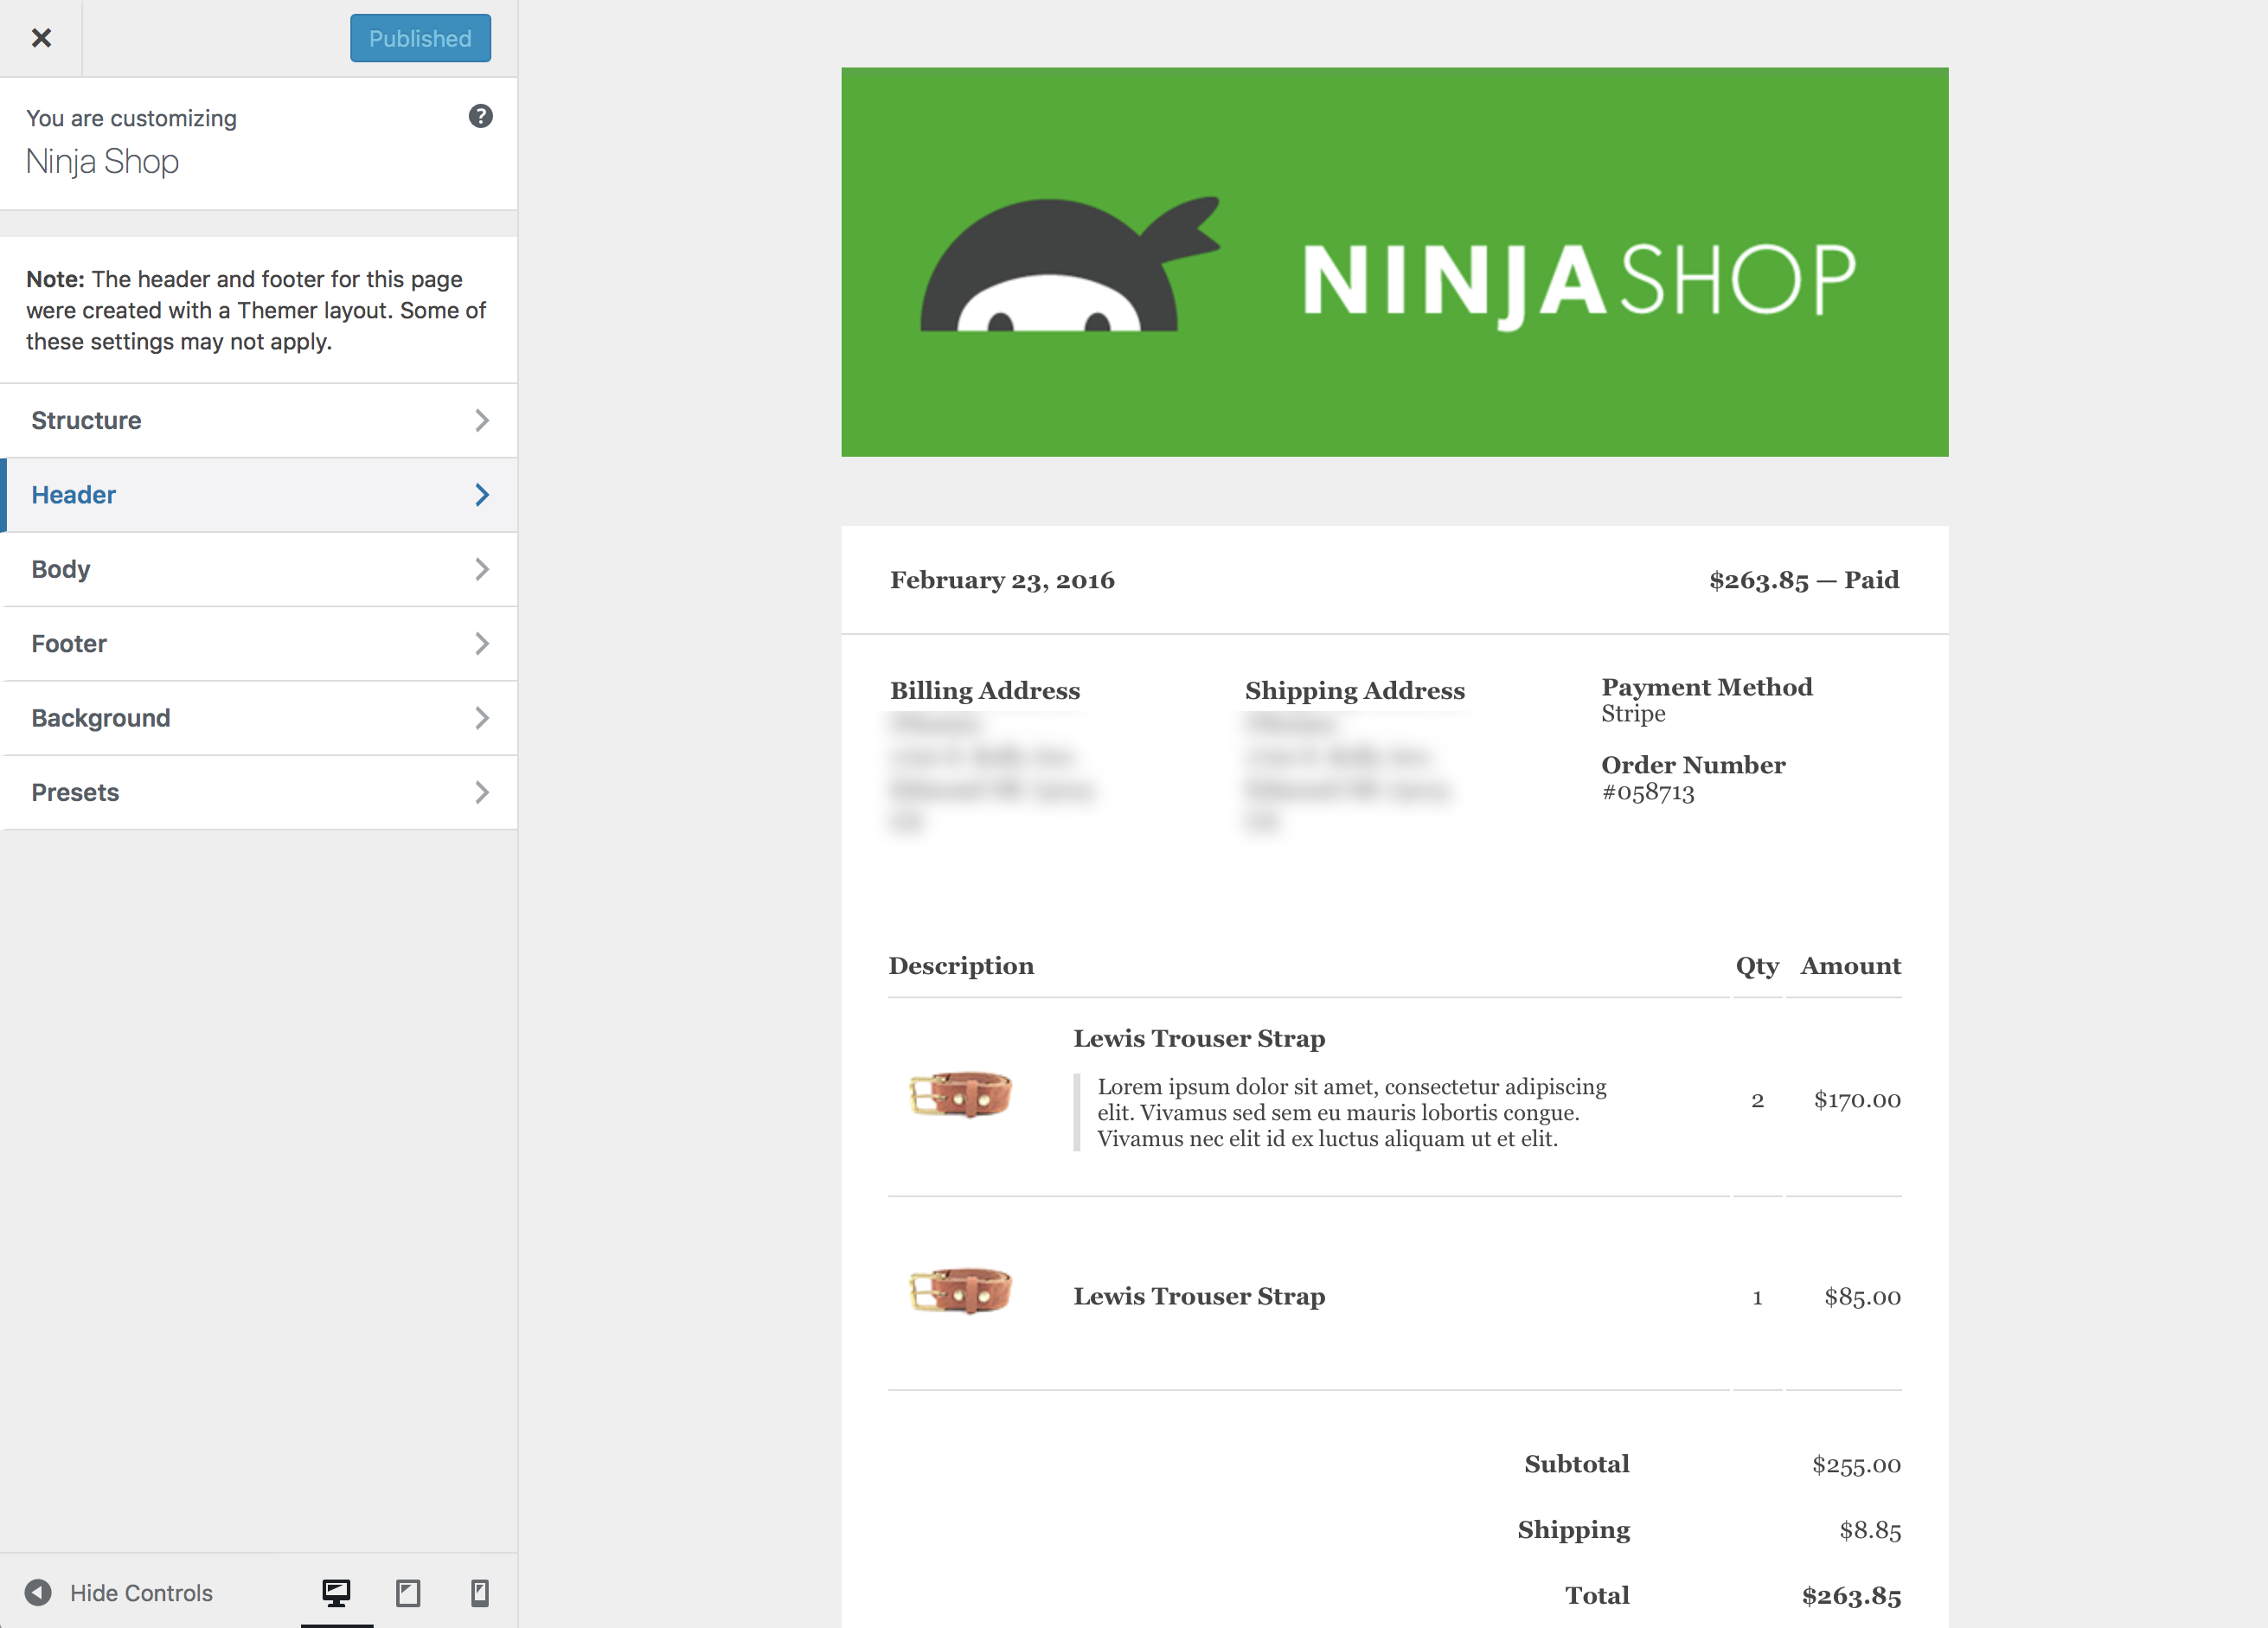 Published
You are customizing
Ninja Shop
Note: The header and footer for this page
were created with a Themer layout. Some of
these settings may not apply.
Structure
Header
Body
Footer
Background
Presets
Hide Controls
NINJASHOP
February 23, 2016 $263.85 — Paid
Billing Address
Shipping Address
Payment Method
Stripe
Order Number
#058713
Description Qty Amount
Lewis Trouser Strap
Lorem ipsum dolor sit amet, consectetur adipiscing
elit. Vivamus sed sem eu mauris lobortis congue.
Vivamus nec elit id ex luctus aliquam ut et elit.
2 $170.00
Lewis Trouser Strap 1 $85.00
Subtotal $255.00
Shipping $8.85
Total $263.85